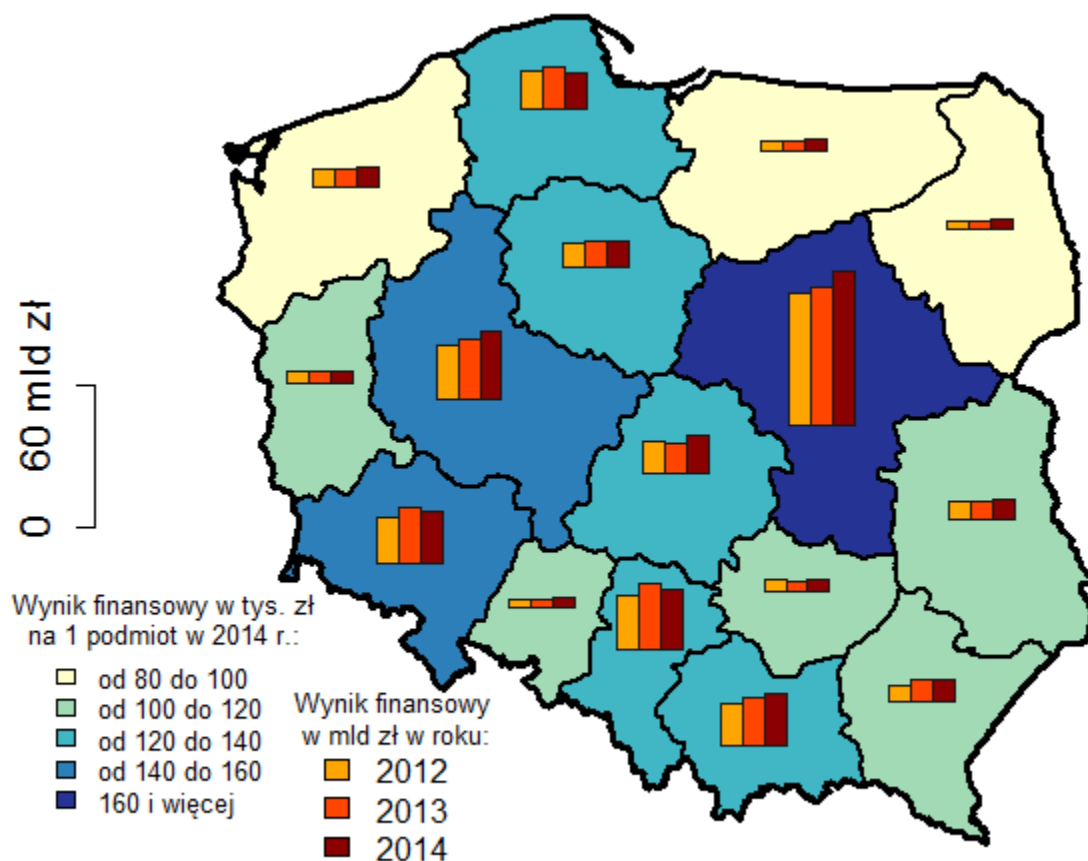 0 60 mld zł
Wynik finansowy w tys. zł
na 1 podmiot w 2014 r.:
od 80 do 100
od 100 do 120
od 120 do 140
od 140 do 160
160 i więcej
Wynik finansowy
w mld zł w roku:
2012
2013
2014